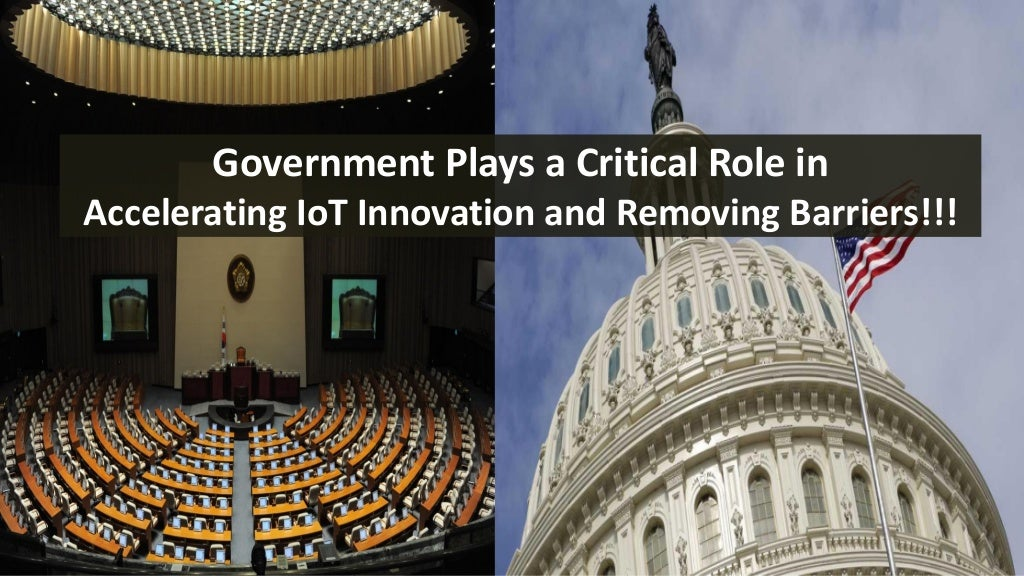 Government Plays a Critical Role in
Accelerating IoT Innovation and Removing Barriers!!!